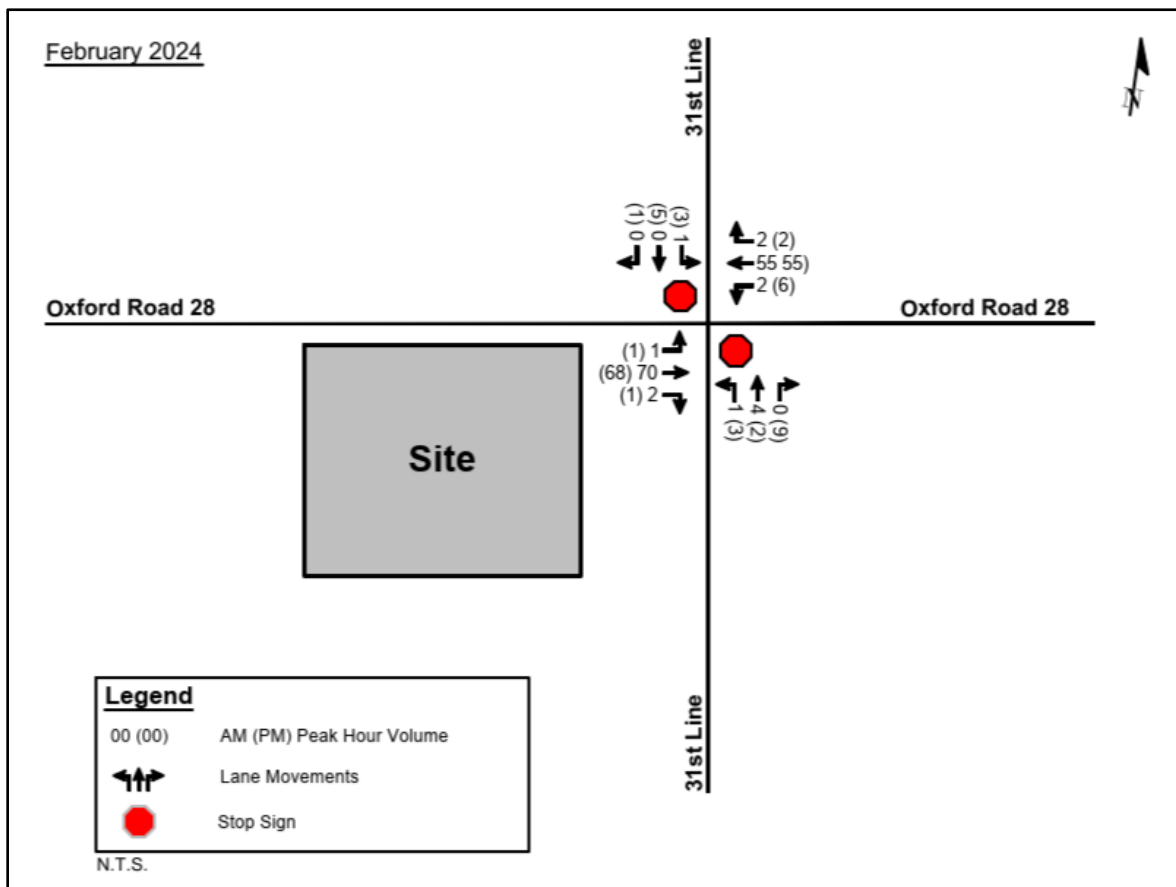 February 2024
31st Line
N
(1) 0
(5) 0
(3) 1
2 (2)
55 55)
2 (6)
Oxford Road 28
Oxford Road 28
(1) 1
(68) 70
(1) 2
1 (3)
4 (2)
0 (9)
Site
31st Line
Legend
00 (00) AM (PM) Peak Hour Volume
Lane Movements
Stop Sign
N.T.S.